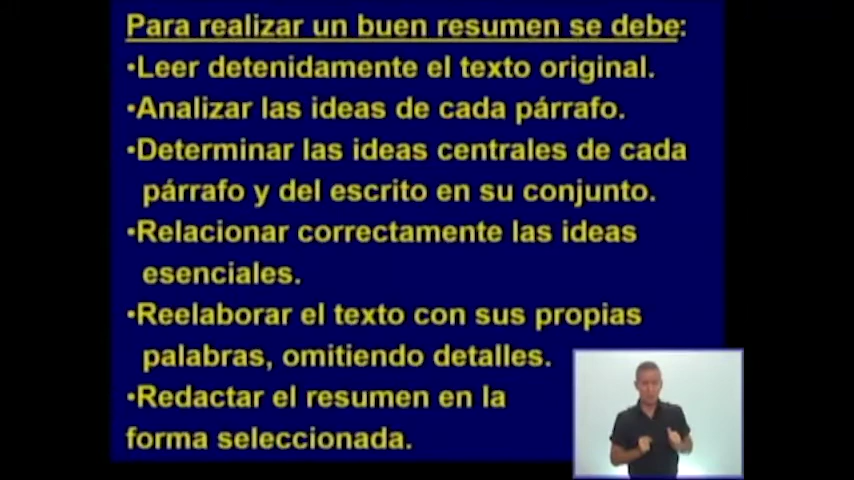 Para realizar un buen resumen se debe:
•Leer detenidamente el texto original.
•Analizar las ideas de cada párrafo.
•Determinar las ideas centrales de cada
párrafo y del escrito en su conjunto.
•Relacionar correctamente las ideas
esenciales.
•Reelaborar el texto con sus propias
palabras, omitiendo detalles.
•Redactar el resumen en la
forma seleccionada.